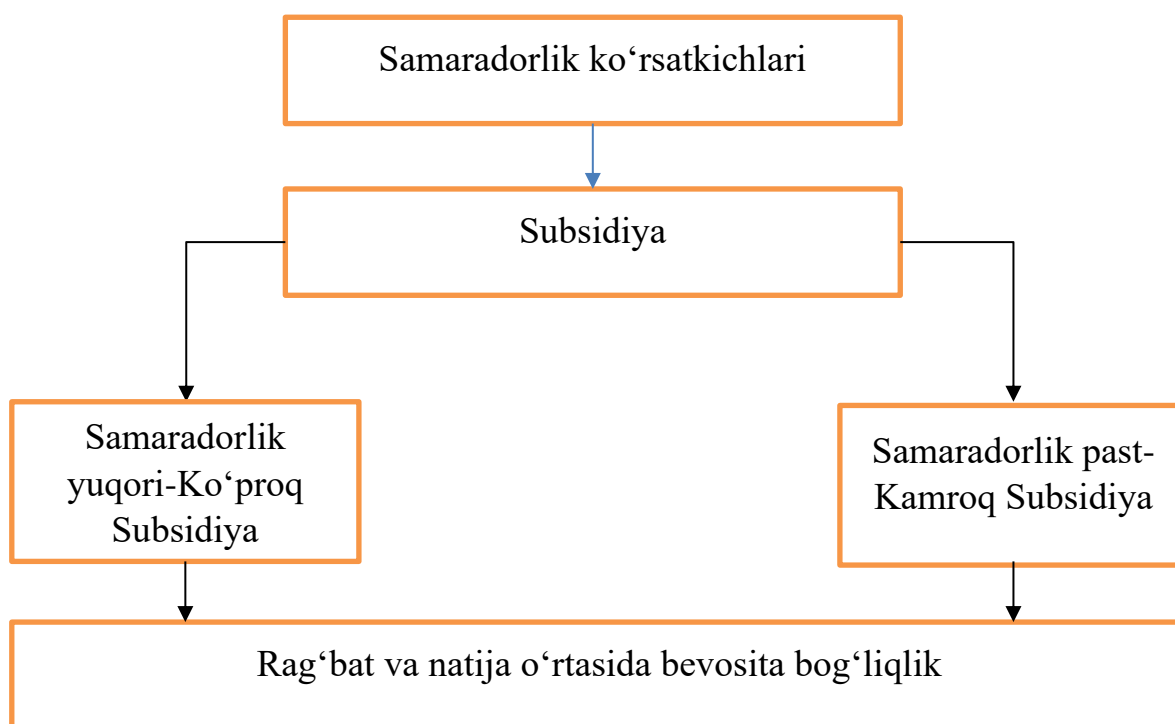 Samaradorlik ko‘rsatkichlari
Subsidiya
Samaradorlik
yuqori-Ko‘proq
Subsidiya
Samaradorlik past-
Kamroq Subsidiya
Rag‘bat va natija o‘rtasida bevosita bog‘liqlik